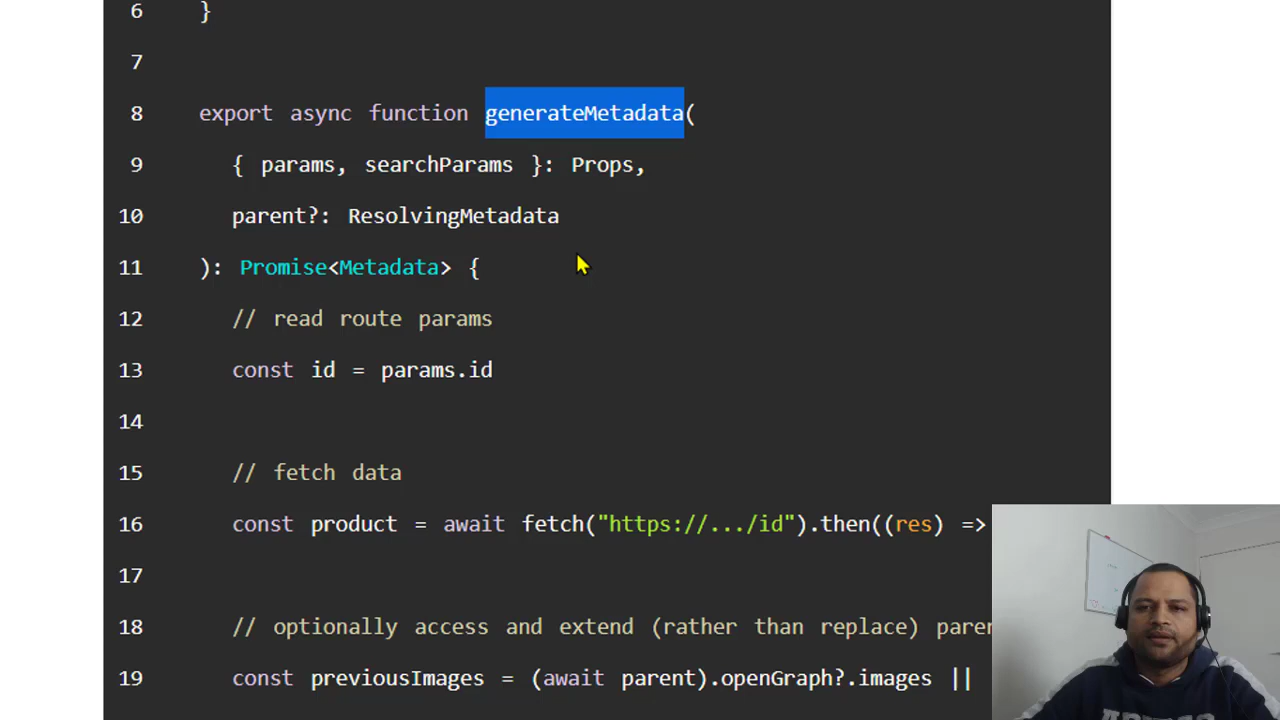 6 }
7
8 export async function generateMetadata(
9 { params, searchParams }: Props,
10 parent?: ResolvingMetadata
11 ): Promise<Metadata> {
12 // read route params
13 const id = params.id
14
15 // fetch data
16 const product = await fetch("https://.../id").then((res) =>
17
18 // optionally access and extend (rather than replace) paren
19 const previousImages = (await parent).openGraph?.images ||